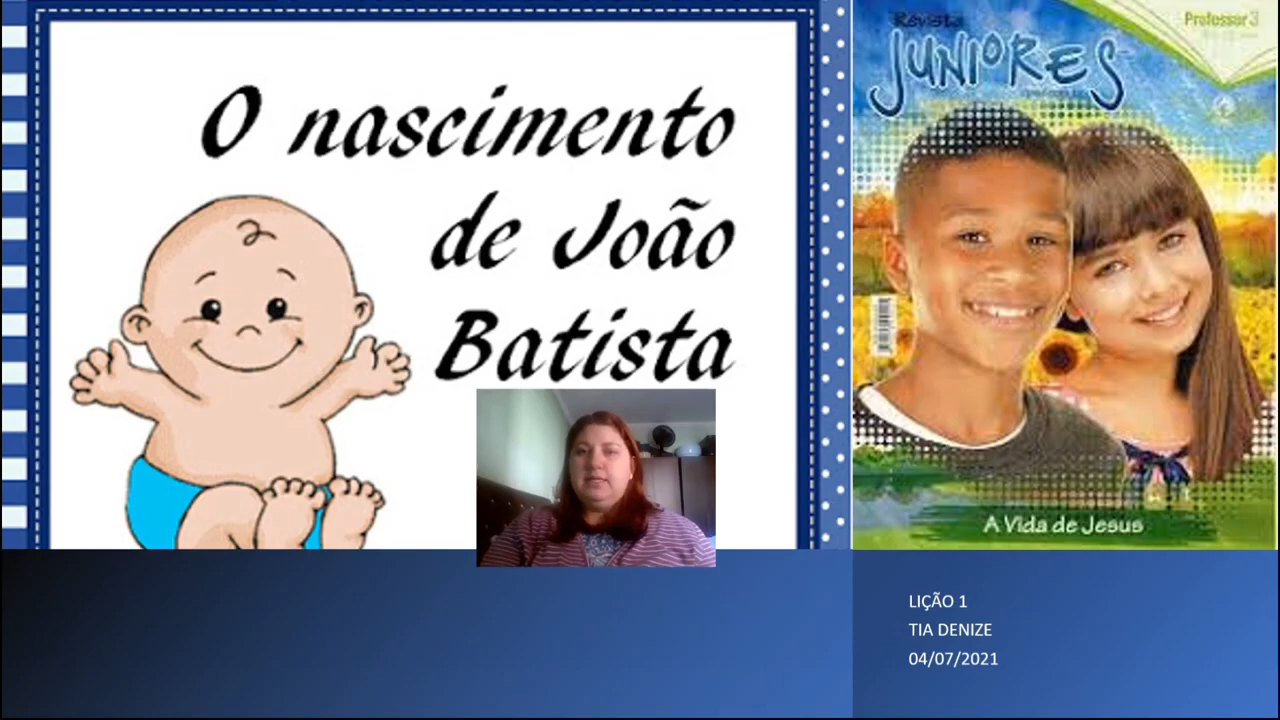 O nascimento
de João
Batista
Revista
JUNIORES
Professor 3
A Vida de Jesus
LIÇÃO 1
TIA DENIZE
04/07/2021